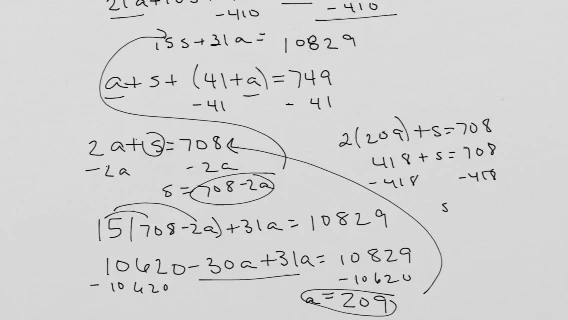 -410
-410
15s+31a= 10829
a+s+(41+a)=749
-41 -41
2a+s=708
-2a -2a
s=708-2a
2(209)+s=708
418+s=708
-418 -418
s
15(708-2a)+31a=10829
10620-30a+31a=10829
-10620 -10620
a=209